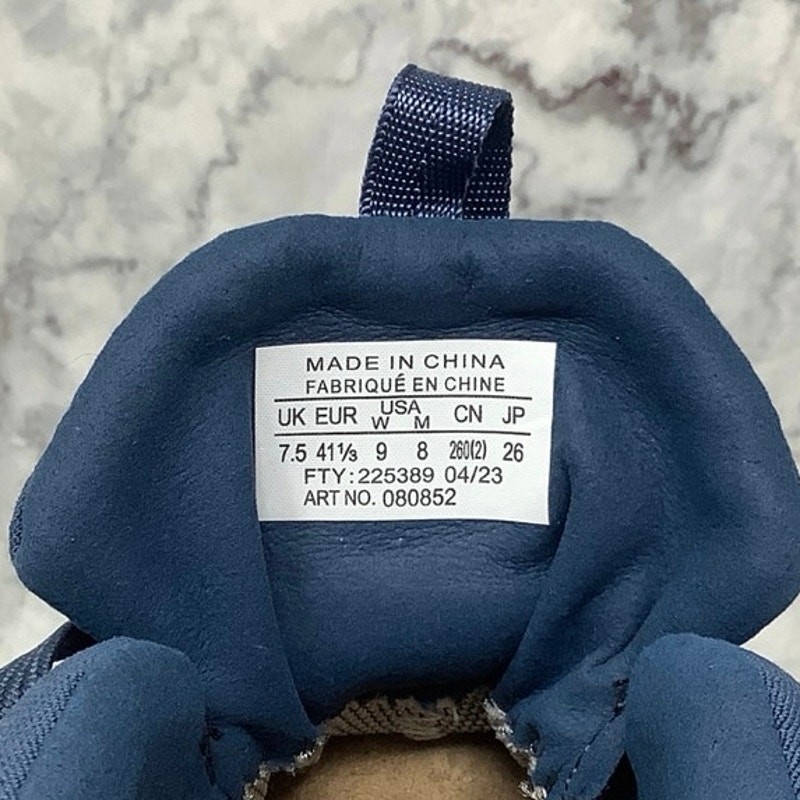 MADE IN CHINA
FABRIQUÉ EN CHINE
UK EUR USA W M CN JP
7.5 41⅓ 9 8 260(2) 26
FTY: 225389 04/23
ART NO. 080852